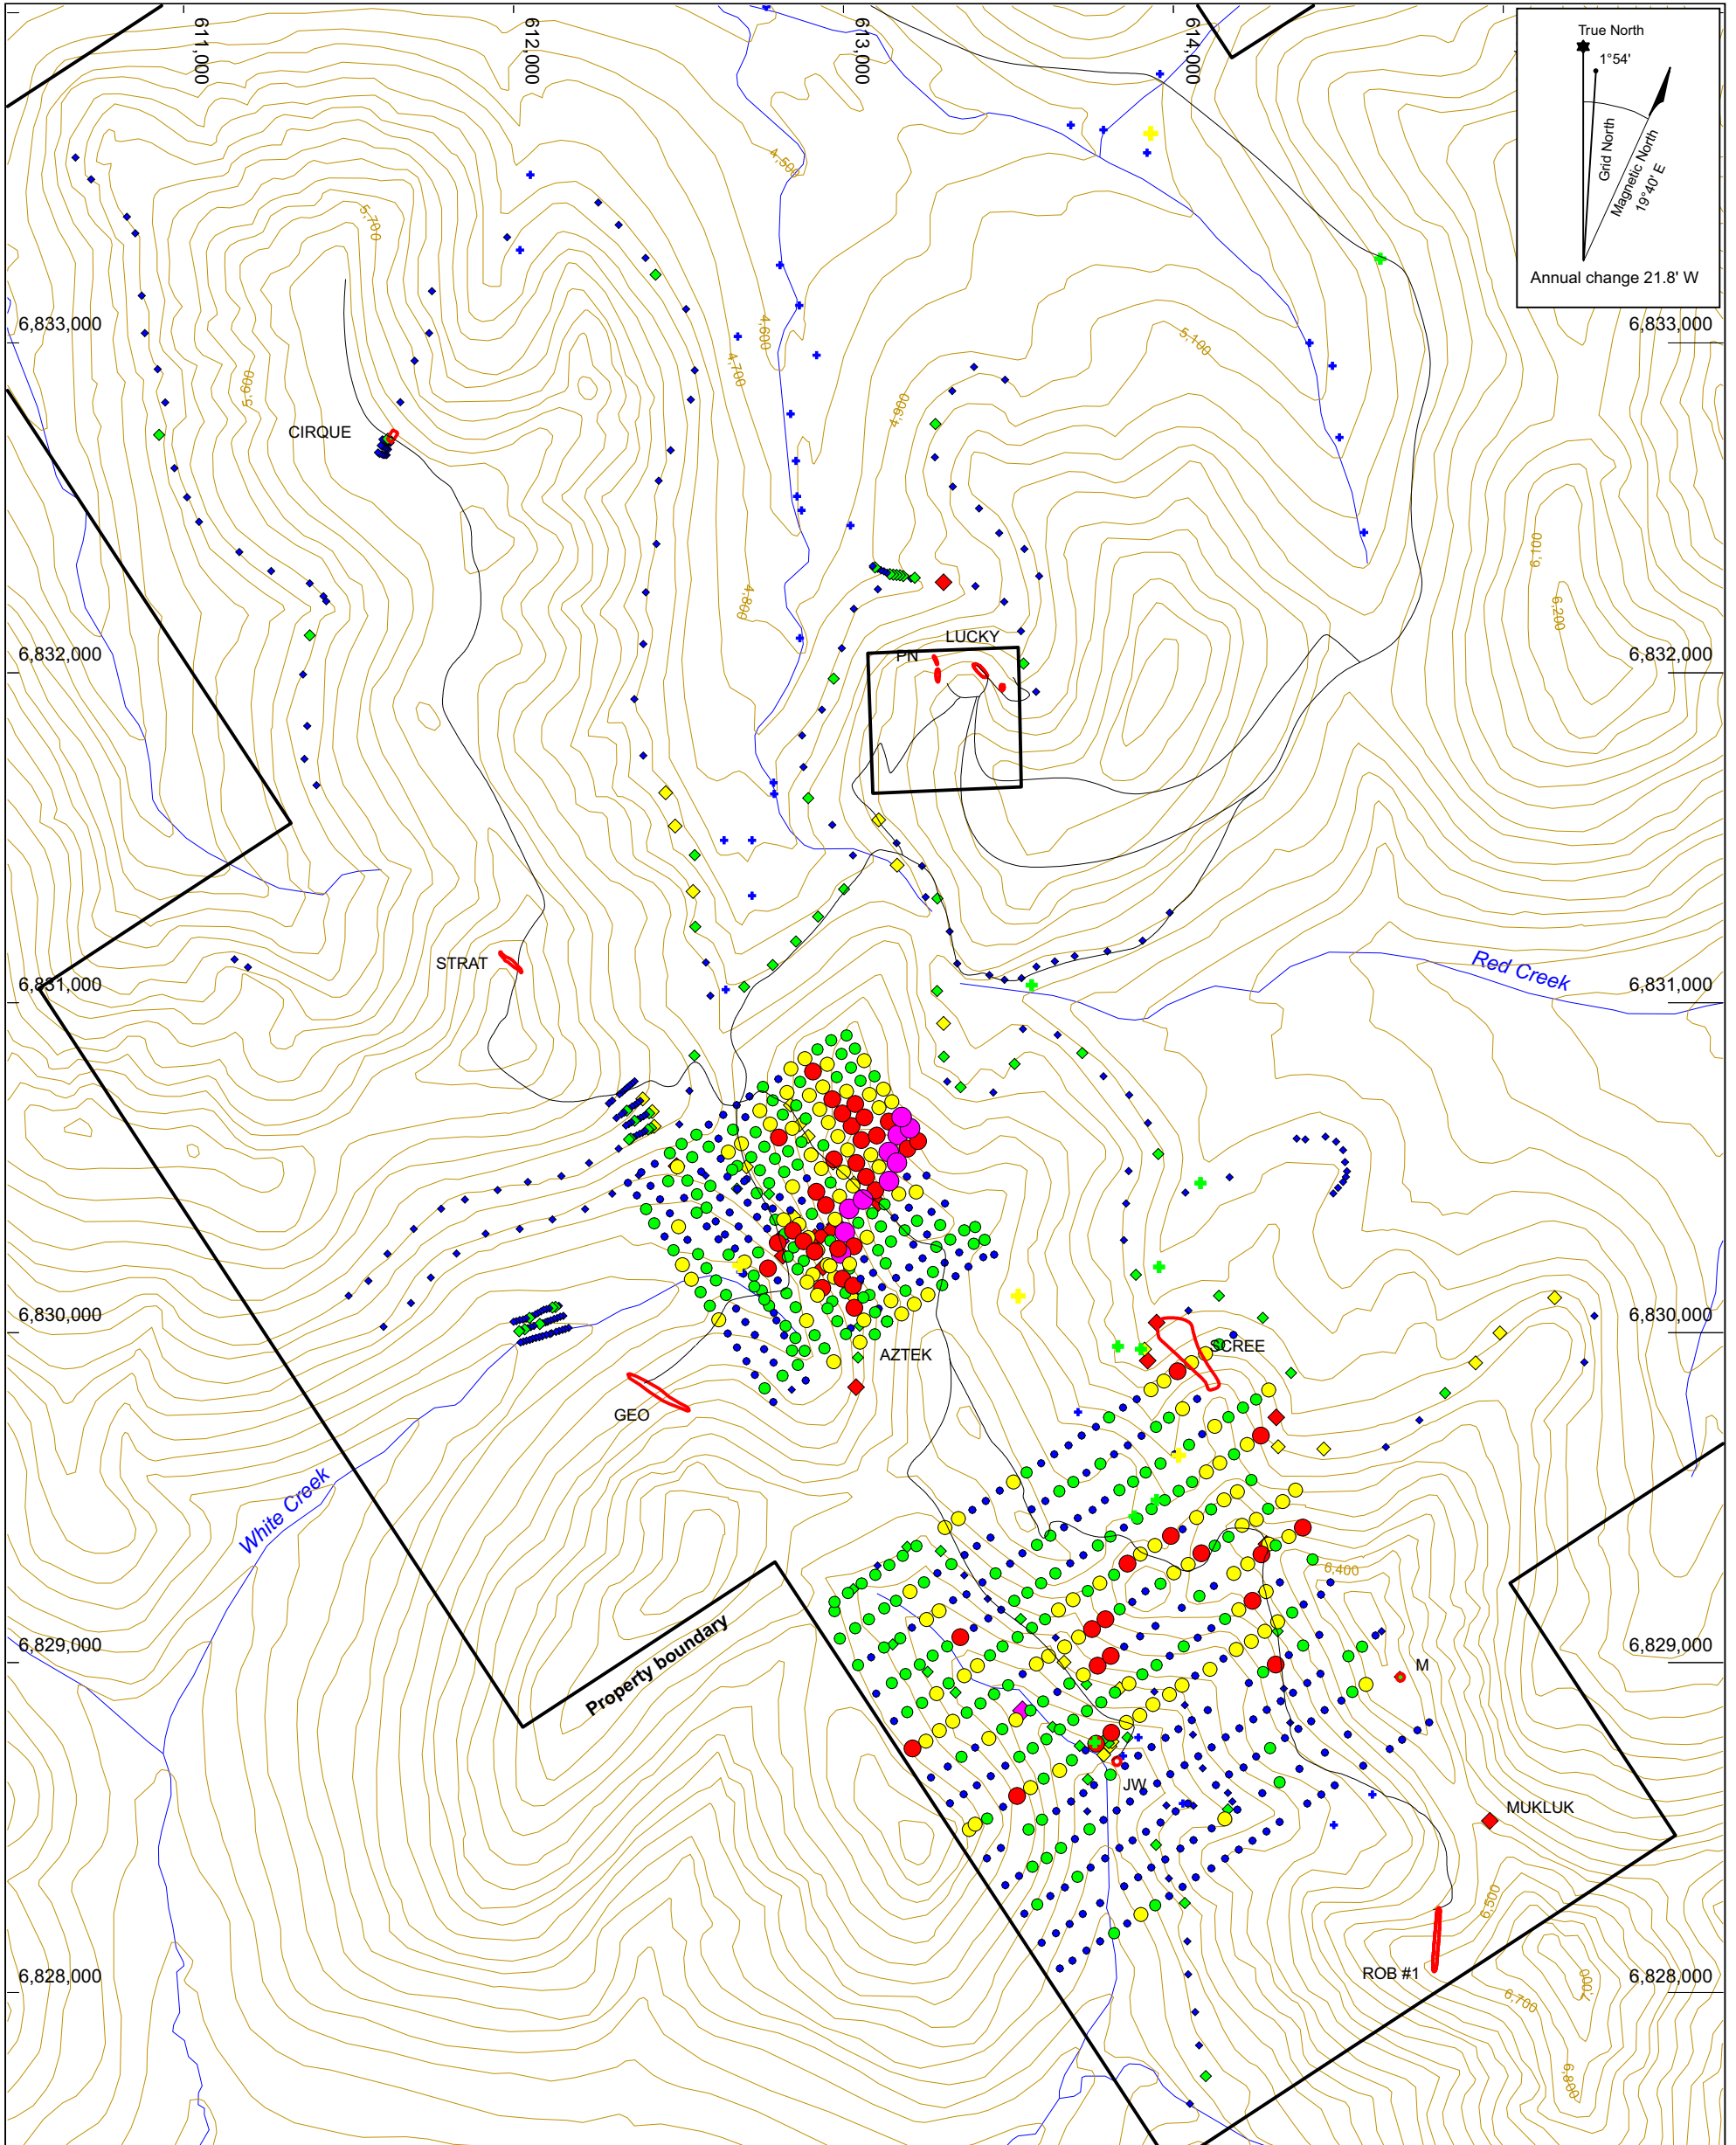 611,000
612,000
613,000
614,000
True North
1°54'
Grid North
Magnetic North
19°40' E
Annual change 21.8' W
4,500
5,700
6,833,000
6,833,000
4,600
5,100
4,700
5,600
4,900
CIRQUE
6,100
4,800
6,200
LUCKY
PN
6,832,000
6,832,000
STRAT
Red Creek
6,831,000
6,831,000
6,830,000
6,830,000
SCREE
AZTEK
GEO
White Creek
6,400
Property boundary
6,829,000
6,829,000
M
JW
MUKLUK
6,500
ROB #1
6,828,000
6,828,000
7,000
6,700
6,800